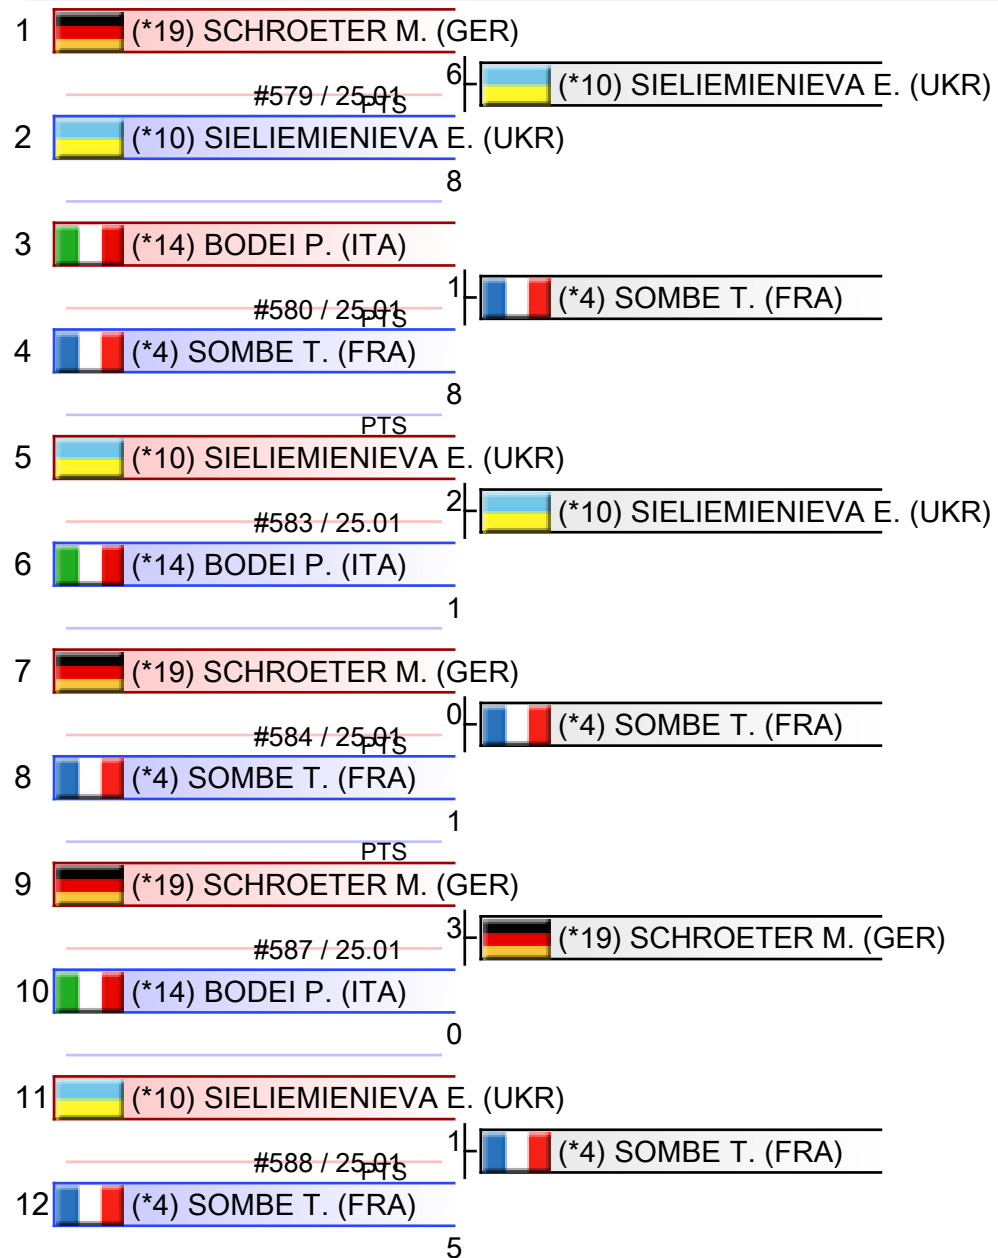 1 (*19) SCHROETER M. (GER)
6 (*10) SIELIEMIENIEVA E. (UKR)
#579 / 25.01
PTS
2 (*10) SIELIEMIENIEVA E. (UKR)
8
3 (*14) BODEI P. (ITA)
1 (*4) SOMBE T. (FRA)
#580 / 25.01
PTS
4 (*4) SOMBE T. (FRA)
8
PTS
5 (*10) SIELIEMIENIEVA E. (UKR)
2 (*10) SIELIEMIENIEVA E. (UKR)
#583 / 25.01
6 (*14) BODEI P. (ITA)
1
7 (*19) SCHROETER M. (GER)
0 (*4) SOMBE T. (FRA)
#584 / 25.01
PTS
8 (*4) SOMBE T. (FRA)
1
PTS
9 (*19) SCHROETER M. (GER)
3 (*19) SCHROETER M. (GER)
#587 / 25.01
10 (*14) BODEI P. (ITA)
0
11 (*10) SIELIEMIENIEVA E. (UKR)
1 (*4) SOMBE T. (FRA)
#588 / 25.01
PTS
12 (*4) SOMBE T. (FRA)
5